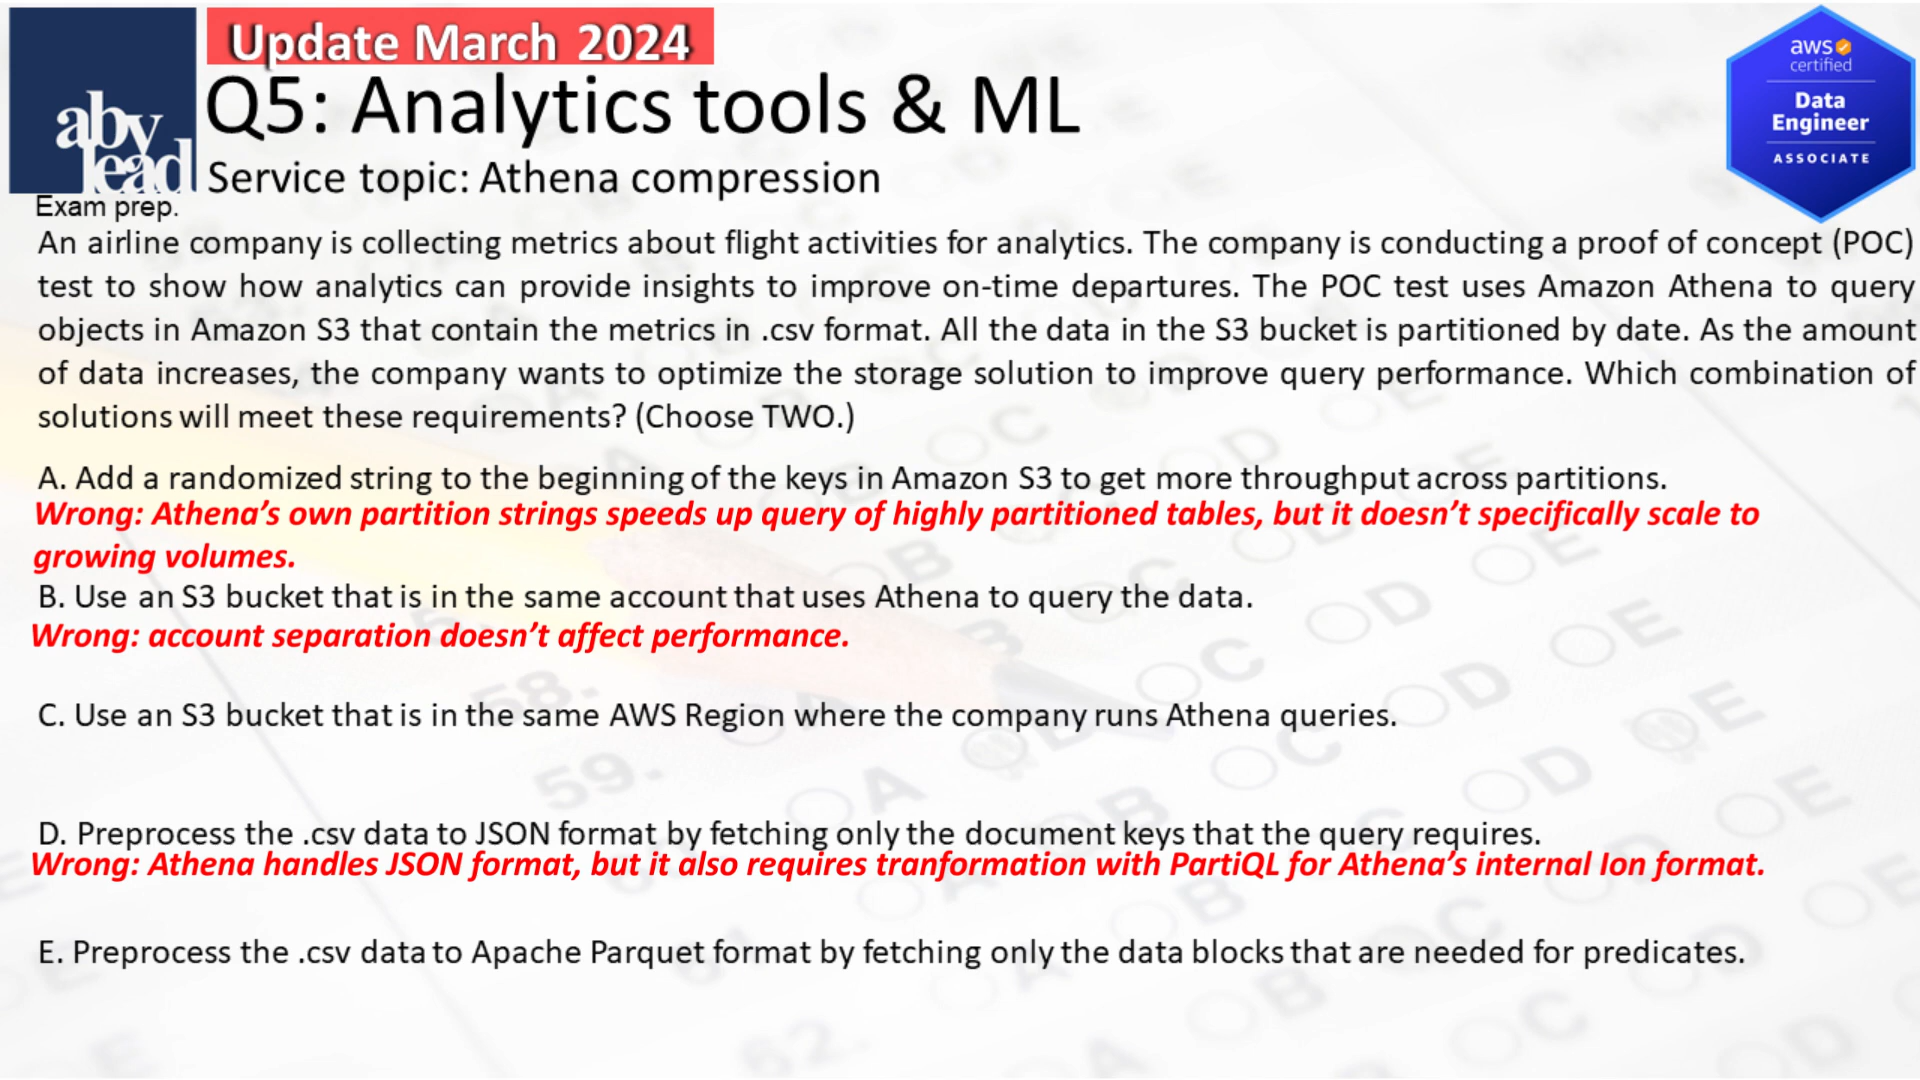 Update March 2024
aby
lead
Q5: Analytics tools & ML
Service topic: Athena compression
aws
certified
Data
Engineer
ASSOCIATE
Exam prep.
An airline company is collecting metrics about flight activities for analytics. The company is conducting a proof of concept (POC)
test to show how analytics can provide insights to improve on-time departures. The POC test uses Amazon Athena to query
objects in Amazon S3 that contain the metrics in .csv format. All the data in the S3 bucket is partitioned by date. As the amount
of data increases, the company wants to optimize the storage solution to improve query performance. Which combination of
solutions will meet these requirements? (Choose TWO.)
A. Add a randomized string to the beginning of the keys in Amazon S3 to get more throughput across partitions.
Wrong: Athena’s own partition strings speeds up query of highly partitioned tables, but it doesn’t specifically scale to
growing volumes.
B. Use an S3 bucket that is in the same account that uses Athena to query the data.
Wrong: account separation doesn’t affect performance.
C. Use an S3 bucket that is in the same AWS Region where the company runs Athena queries.
D. Preprocess the .csv data to JSON format by fetching only the document keys that the query requires.
Wrong: Athena handles JSON format, but it also requires tranformation with PartiQL for Athena’s internal Ion format.
E. Preprocess the .csv data to Apache Parquet format by fetching only the data blocks that are needed for predicates.